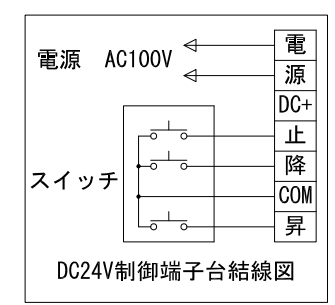 電源 AC100V
電
源
DC+
止
降
COM
昇
スイッチ
DC24V制御端子台結線図